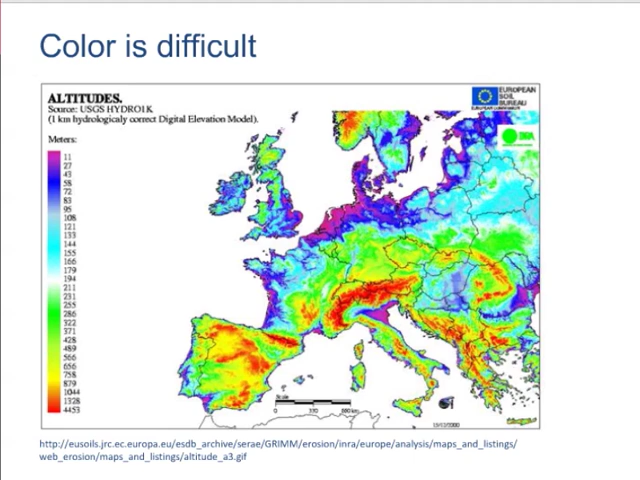 Color is difficult
ALTITUDES.
Source: USGS HYDRO1K
(1 km hydrologicaly correct Digital Elevation Model).
EUROPEAN
SOIL
BUREAU
Meters:
11
27
43
58
72
83
95
108
121
133
144
155
166
179
194
211
231
255
286
322
371
428
489
566
656
758
879
1044
1328
4453
Scale
0
http://eusoils.jrc.ec.europa.eu/esdb_archive/serae/GRIMM/erosion/inra/europe/analysis/maps_and_listings/
web_erosion/maps_and_listings/altitude_a3.gif